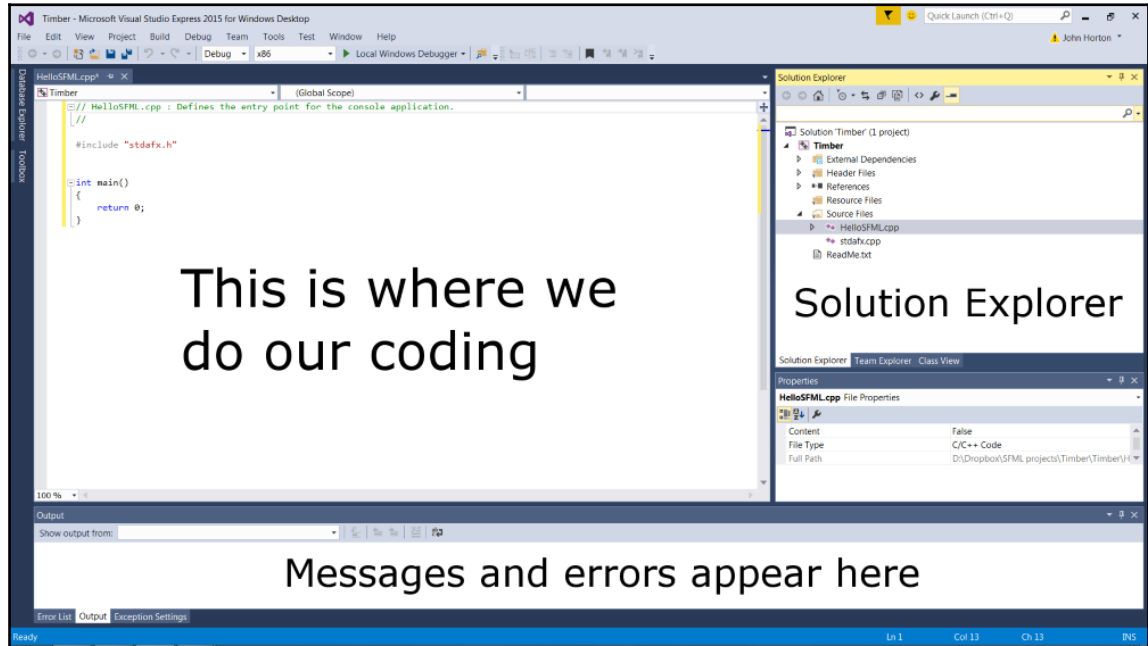 Timber - Microsoft Visual Studio Express 2015 for Windows Desktop
Quick Launch (Ctrl+Q)
File Edit View Project Build Debug Team Tools Test Window Help
John Horton
Debug x86 Local Windows Debugger
Database Explorer
Toolbox
HelloSFML.cpp*
Timber (Global Scope)
// HelloSFML.cpp : Defines the entry point for the console application.
//
#include "stdafx.h"
int main()
{
return 0;
}
This is where we
do our coding
100 %
Solution Explorer
Solution 'Timber' (1 project)
Timber
External Dependencies
Header Files
References
Resource Files
Source Files
HelloSFML.cpp
stdafx.cpp
ReadMe.txt
Solution Explorer
Solution Explorer Team Explorer Class View
Properties
HelloSFML.cpp File Properties
Content False
File Type C/C++ Code
Full Path D:\Dropbox\SFML projects\Timber\Timber\H
Output
Show output from:
Messages and errors appear here
Error List Output Exception Settings
Ready Ln 1 Col 13 Ch 13 INS